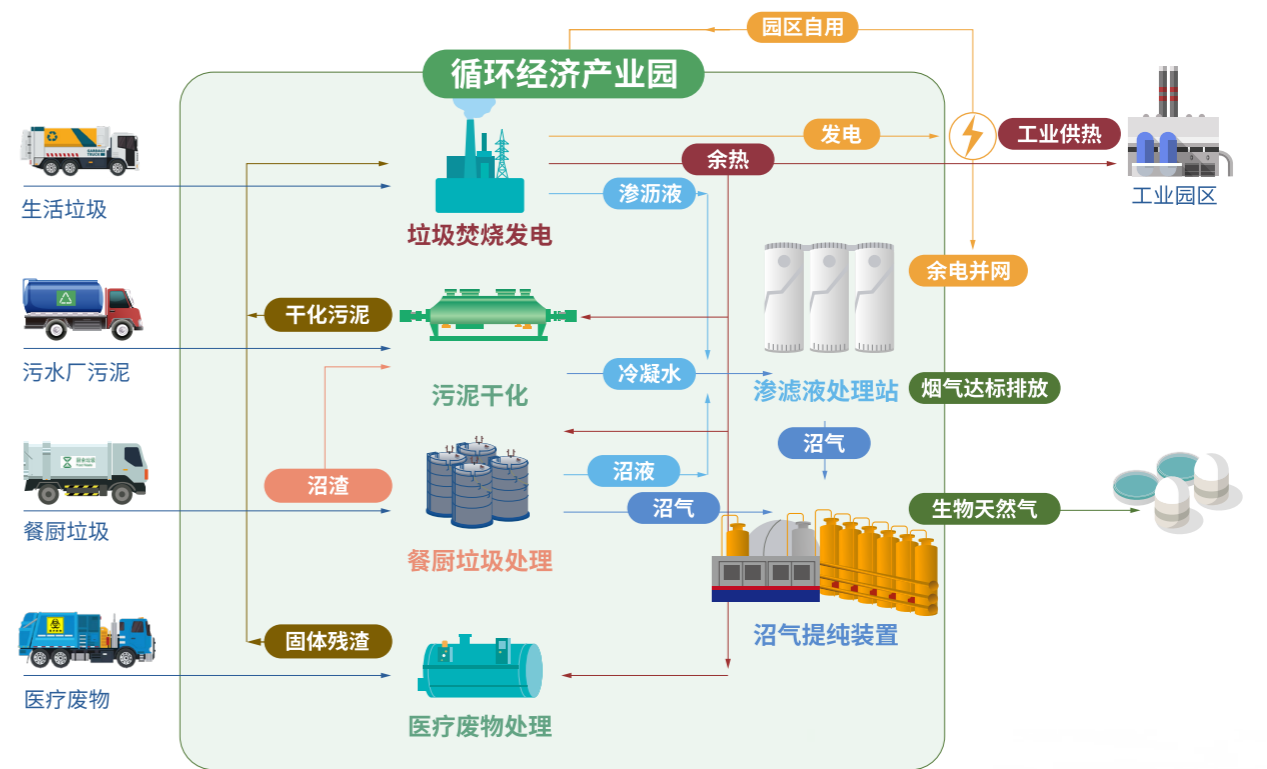 园区自用
循环经济产业园
发电
工业供热
余热
生活垃圾
渗沥液
工业园区
垃圾焚烧发电
余电并网
干化污泥
污水厂污泥
冷凝水
污泥干化
渗滤液处理站
烟气达标排放
沼气
沼渣
沼液
沼气
生物天然气
餐厨垃圾
餐厨垃圾处理
固体残渣
沼气提纯装置
医疗废物
医疗废物处理